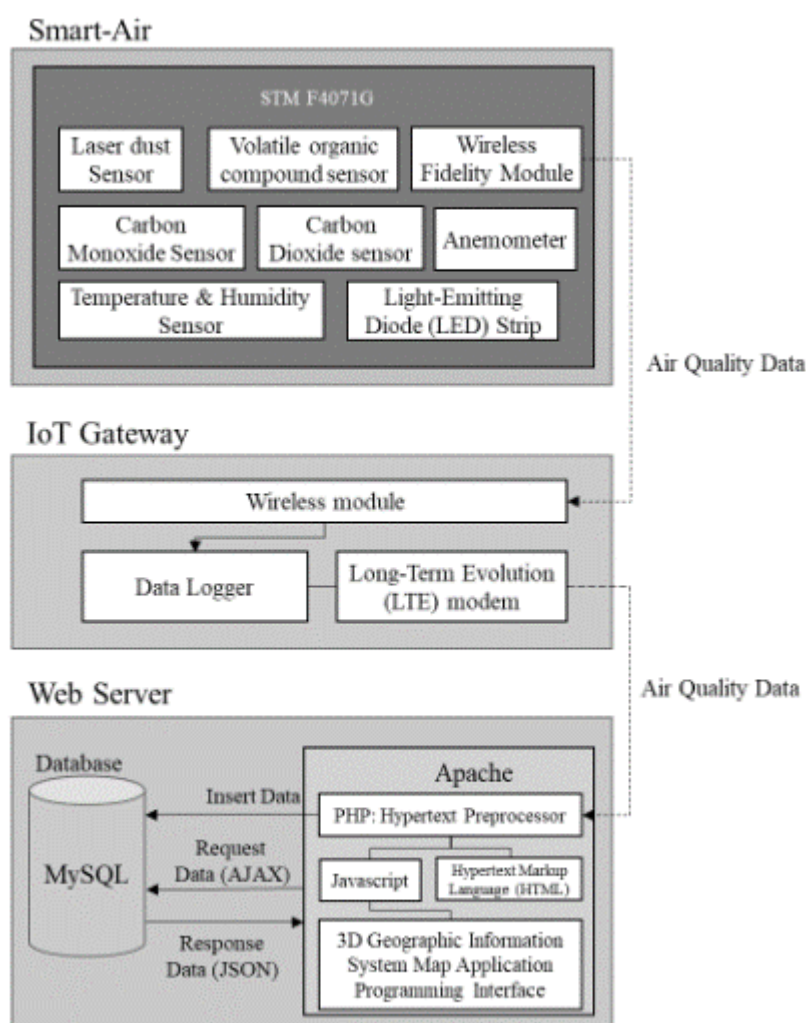 Smart-Air
STM F4071G
Laser dust
Sensor
Volatile organic
compound sensor
Wireless
Fidelity Module
Carbon
Monoxide Sensor
Carbon
Dioxide sensor
Anemometer
Temperature & Humidity
Sensor
Light-Emitting
Diode (LED) Strip
Air Quality Data
IoT Gateway
Wireless module
Data Logger
Long-Term Evolution
(LTE) modem
Air Quality Data
Web Server
Database
MySQL
Insert Data
Request
Data (AJAX)
Response
Data (JSON)
Apache
PHP: Hypertext Preprocessor
Javascript
Hypertext Markup
Language (HTML)
3D Geographic Information
System Map Application
Programming Interface